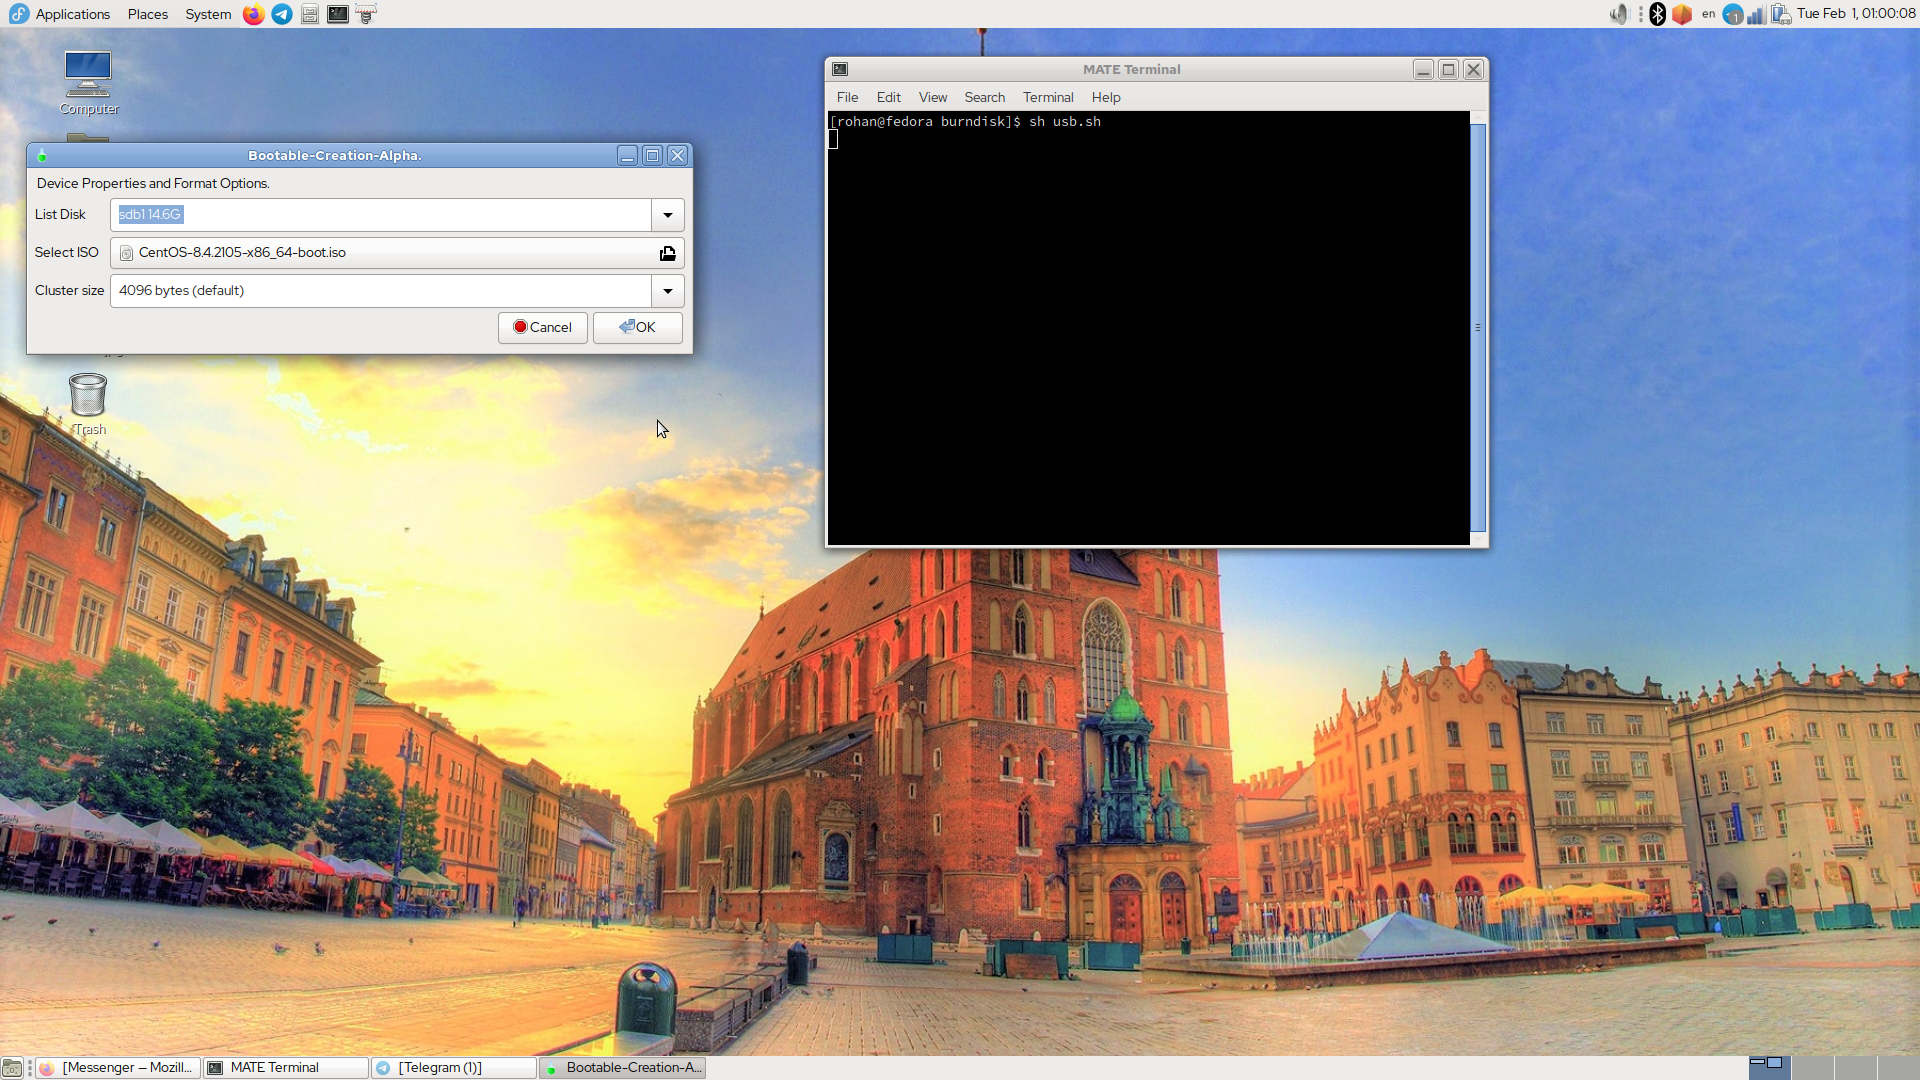 Applications Places System
en
1
Tue Feb 1, 01:00:08
Computer
MATE Terminal
File Edit View Search Terminal Help
[rohan@fedora burndisk]$ sh usb.sh
Bootable-Creation-Alpha.
Device Properties and Format Options.
List Disk
sdb1 14.6G
Select ISO
CentOS-8.4.2105-x86_64-boot.iso
Cluster size
4096 bytes (default)
Cancel
OK
Trash
[Messenger — Mozill...
MATE Terminal
[Telegram (1)]
Bootable-Creation-A...